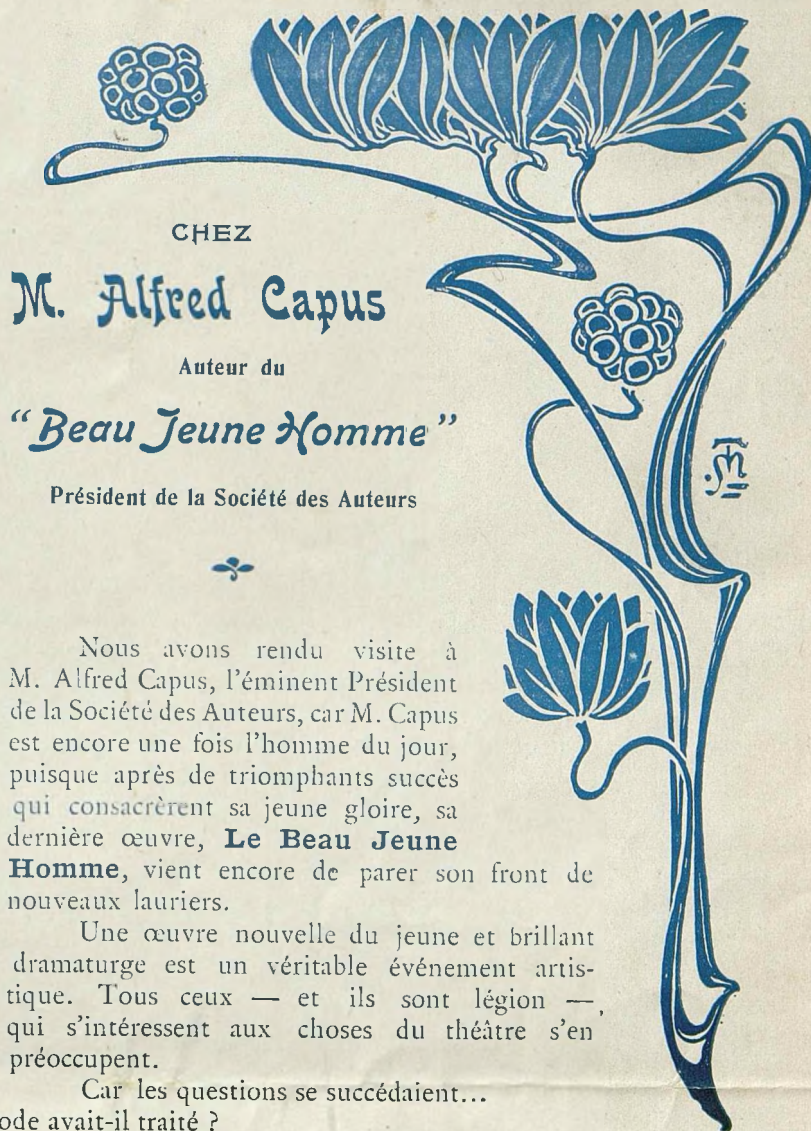 CHEZ
M. Alfred Capus
Auteur du
“Beau Jeune Homme”
Président de la Société des Auteurs
Nous avons rendu visite à
M. Alfred Capus, l'éminent Président
de la Société des Auteurs, car M. Capus
est encore une fois l'homme du jour,
puisque après de triomphants succès
qui consacrèrent sa jeune gloire, sa
dernière œuvre, Le Beau Jeune
Homme, vient encore de parer son front de
nouveaux lauriers.
Une œuvre nouvelle du jeune et brillant
dramaturge est un véritable événement artis-
tique. Tous ceux — et ils sont légion —,
qui s'intéressent aux choses du théâtre s'en
préoccupent.
Car les questions se succédaient...
ode avait-il traité ?